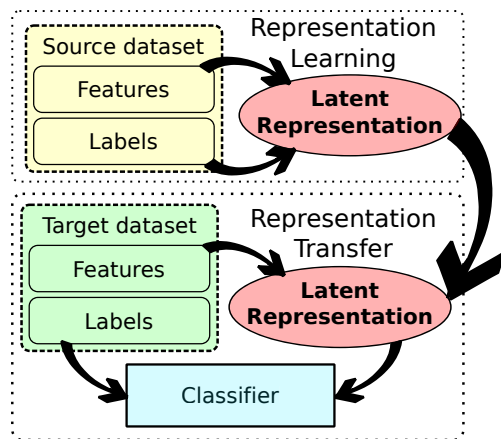 Source dataset
Features
Labels
Representation
Learning
Latent
Representation
Target dataset
Features
Labels
Representation
Transfer
Latent
Representation
Classifier